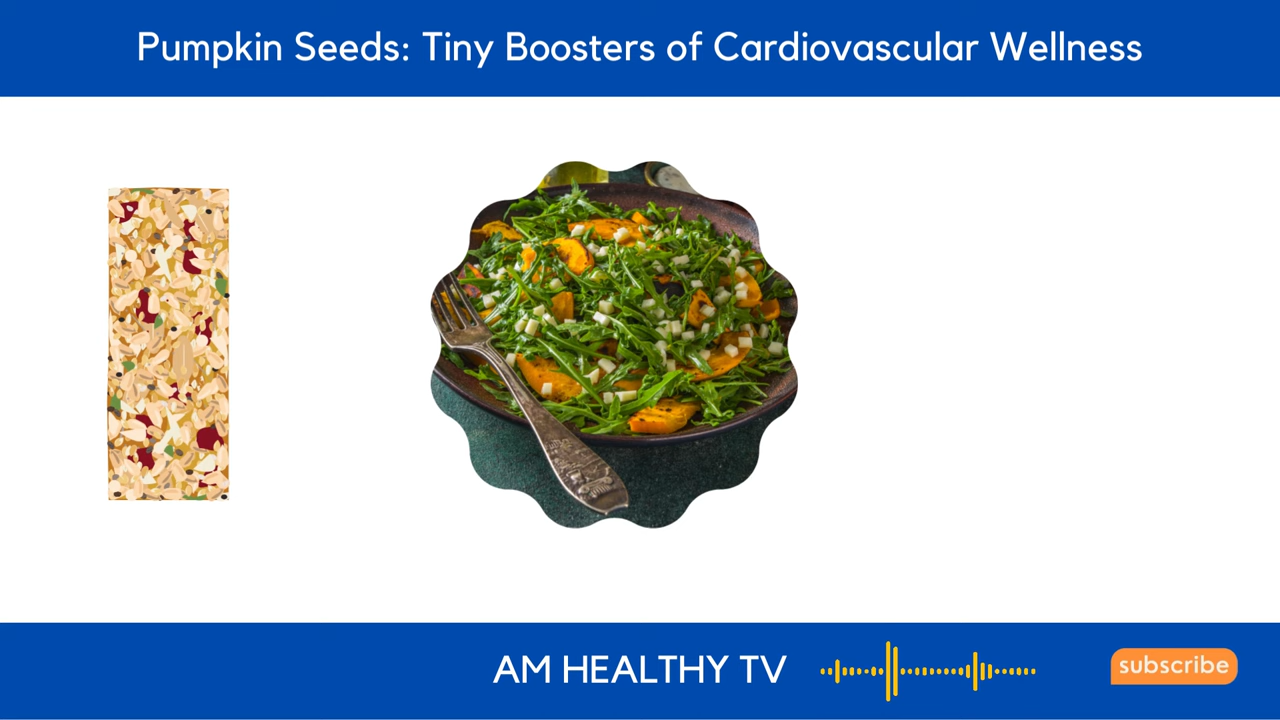 Pumpkin Seeds: Tiny Boosters of Cardiovascular Wellness
AM HEALTHY TV
subscribe